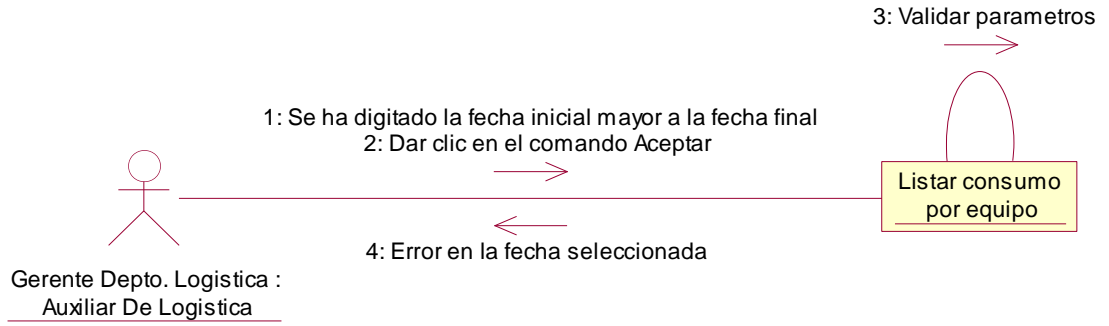 3: Validar parametros
1: Se ha digitado la fecha inicial mayor a la fecha final
2: Dar clic en el comando Aceptar
Listar consumo
por equipo
4: Error en la fecha seleccionada
Gerente Depto. Logistica :
Auxiliar De Logistica